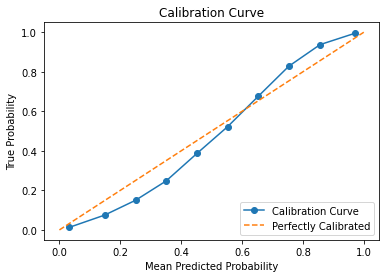 Calibration Curve
1.0
0.8
0.6
0.4
0.2
0.0
True Probability
Calibration Curve
Perfectly Calibrated
0.0 0.2 0.4 0.6 0.8 1.0
Mean Predicted Probability